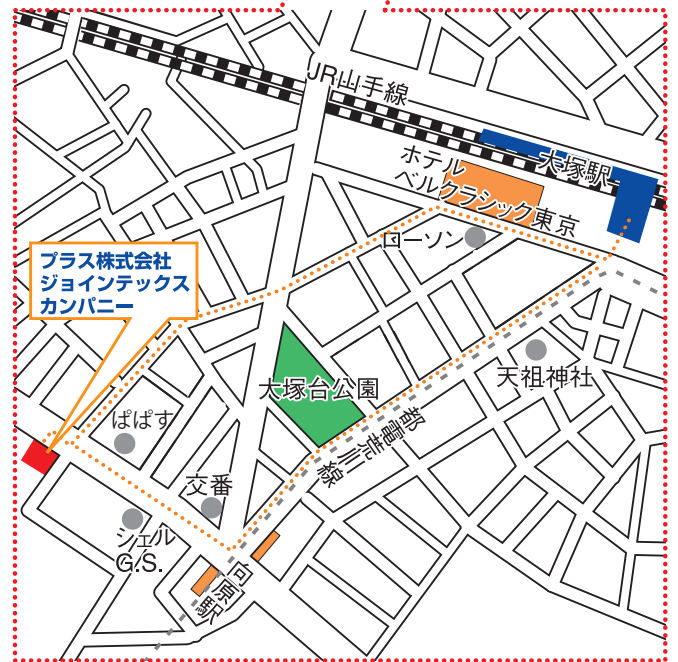 JR山手線
大塚駅
ホテル
ベルクラシック東京
ローソン
プラス株式会社
ジョインテックス
カンパニー
天祖神社
大塚台公園
都電荒川線
ぱぱす
交番
シェル
G.S.
向原駅